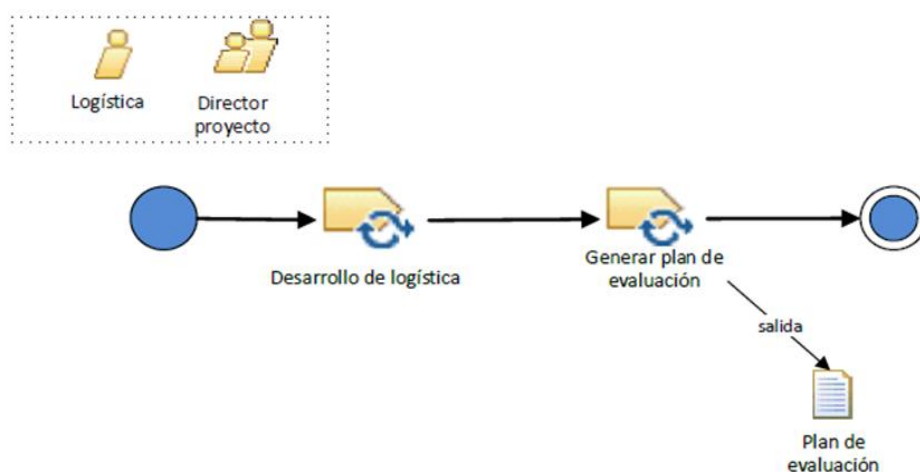 Logística
Director
proyecto
Desarrollo de logística
Generar plan de
evaluación
salida
Plan de
evaluación